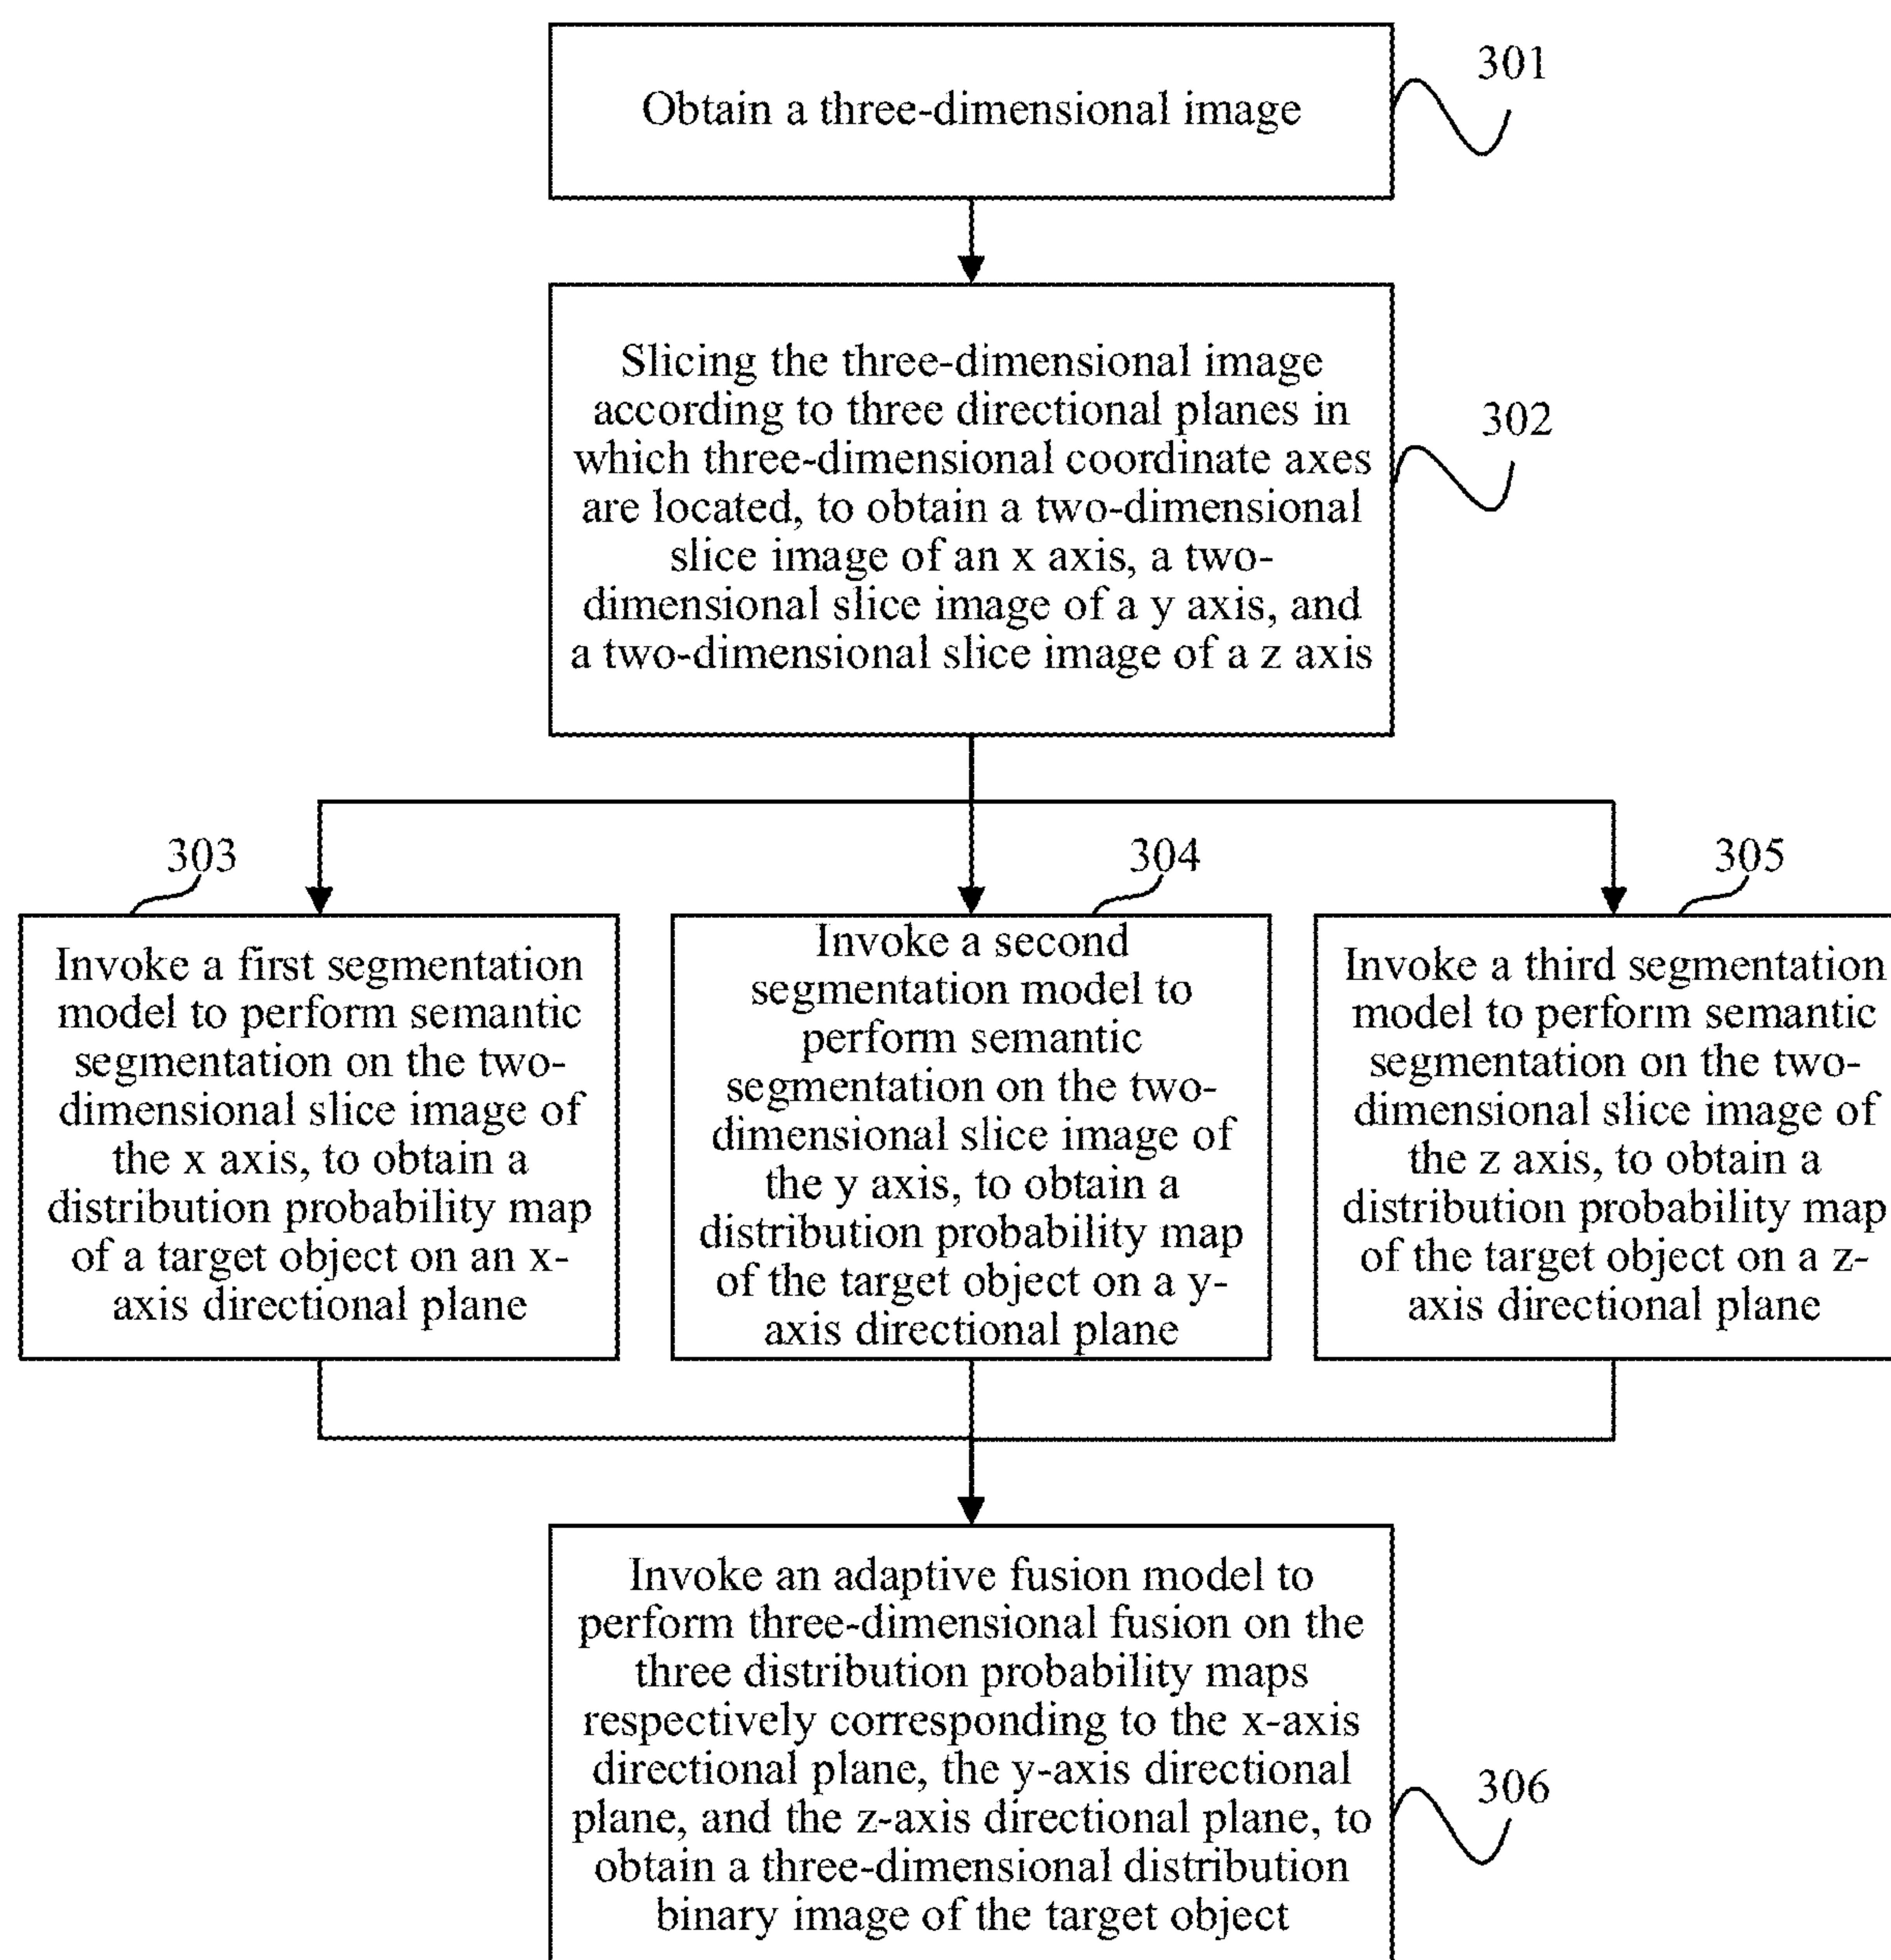 Obtain a three-dimensional image
301
Slicing the three-dimensional image
according to three directional planes in
which three-dimensional coordinate axes
are located, to obtain a two-dimensional
slice image of an x axis, a two-
dimensional slice image of a y axis, and
a two-dimensional slice image of a z axis
302
303
Invoke a first segmentation
model to perform semantic
segmentation on the two-
dimensional slice image of
the x axis, to obtain a
distribution probability map
of a target object on an x-
axis directional plane
304
Invoke a second
segmentation model to
perform semantic
segmentation on the two-
dimensional slice image of
the y axis, to obtain a
distribution probability map
of the target object on a y-
axis directional plane
305
Invoke a third segmentation
model to perform semantic
segmentation on the two-
dimensional slice image of
the z axis, to obtain a
distribution probability map
of the target object on a z-
axis directional plane
Invoke an adaptive fusion model to
perform three-dimensional fusion on the
three distribution probability maps
respectively corresponding to the x-axis
directional plane, the y-axis directional
plane, and the z-axis directional plane, to
obtain a three-dimensional distribution
binary image of the target object
306